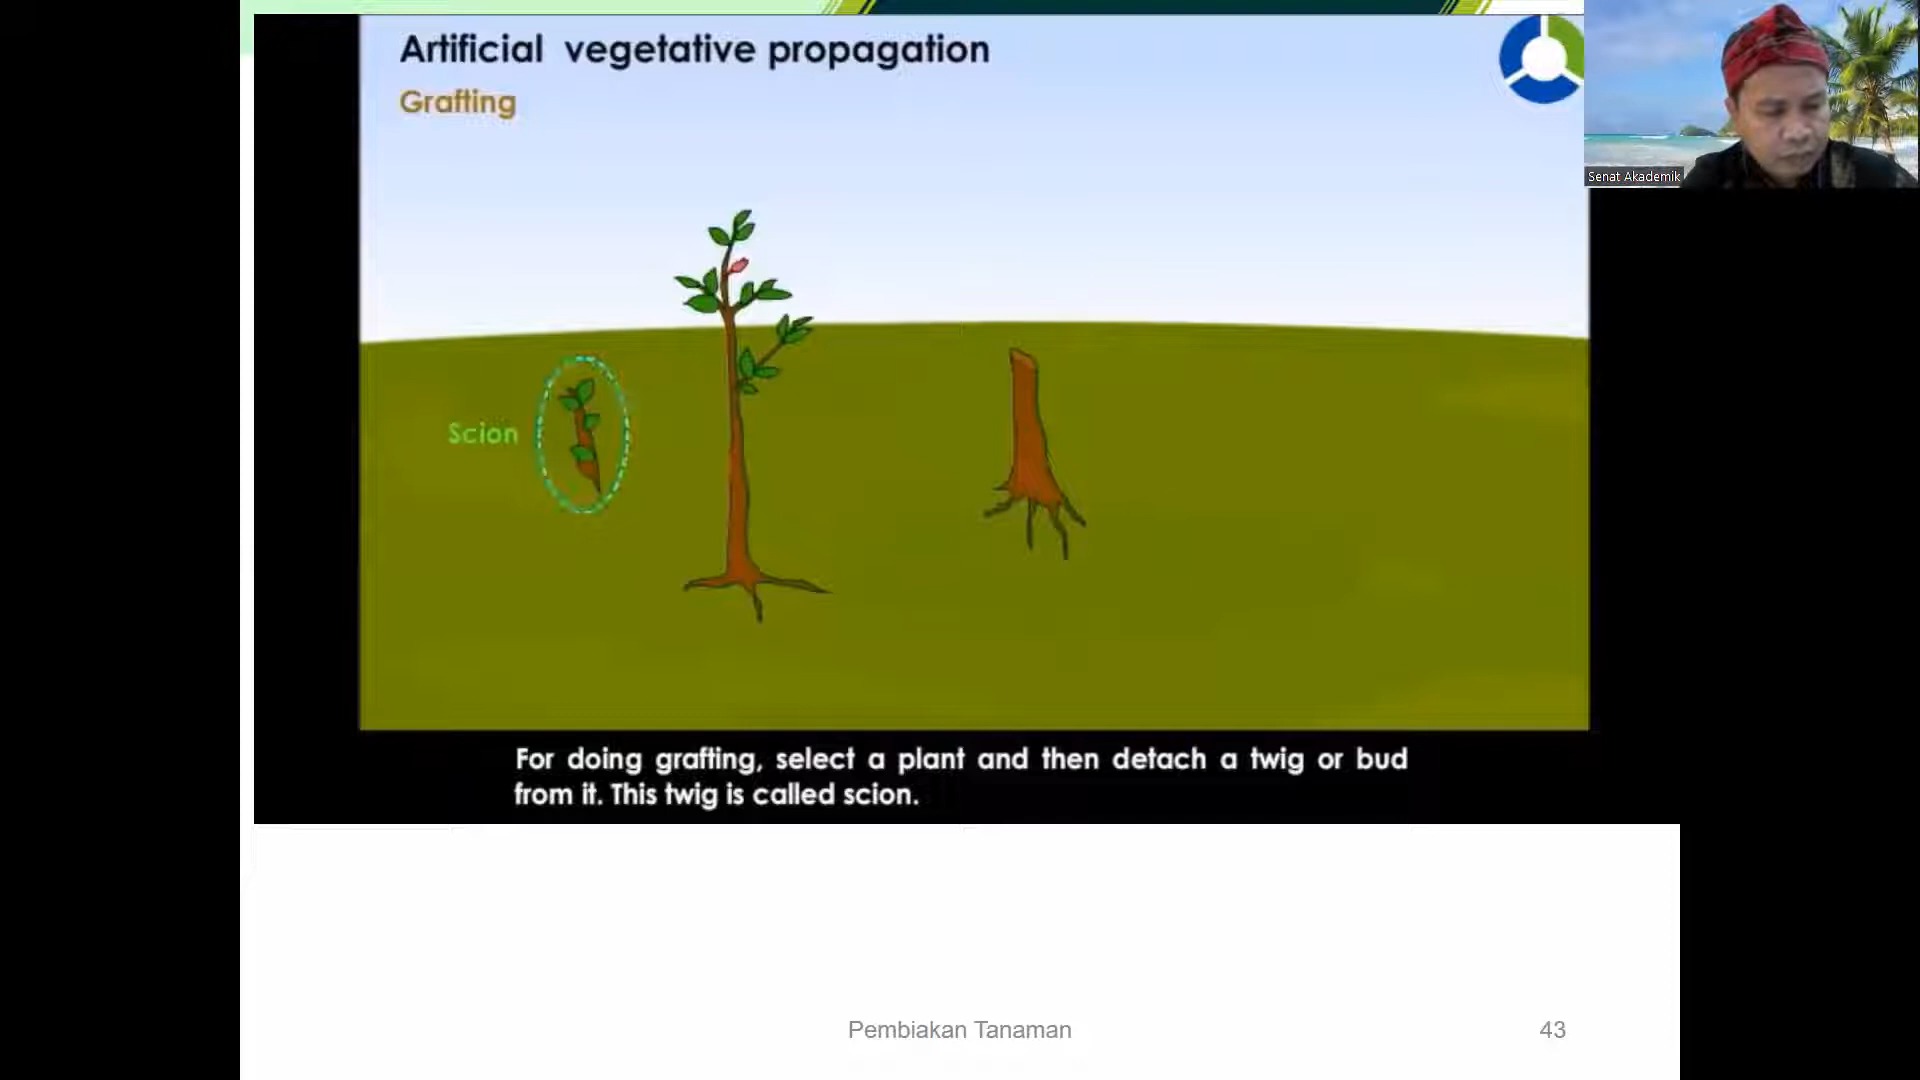 Artificial vegetative propagation
Grafting
Senat Akademik
Scion
For doing grafting, select a plant and then detach a twig or bud
from it. This twig is called scion.
Pembiakan Tanaman
43